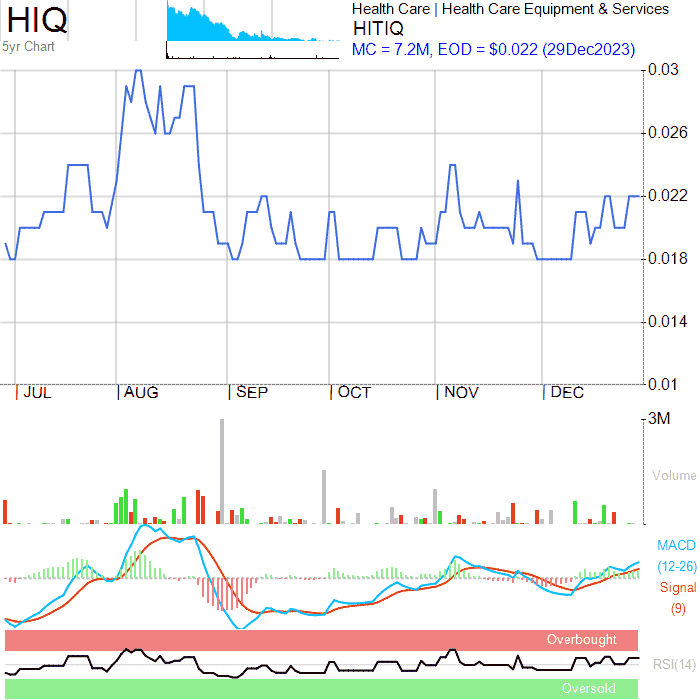 HIQ
5yr Chart
Health Care | Health Care Equipment & Services
HITIQ
MC = 7.2M, EOD = $0.022 (29Dec2023)
0.03
0.026
0.022
0.018
0.014
0.01
JUL AUG SEP OCT NOV DEC
3M
Volume
MACD
(12-26)
Signal
(9)
Overbought
RSI(14)
Oversold